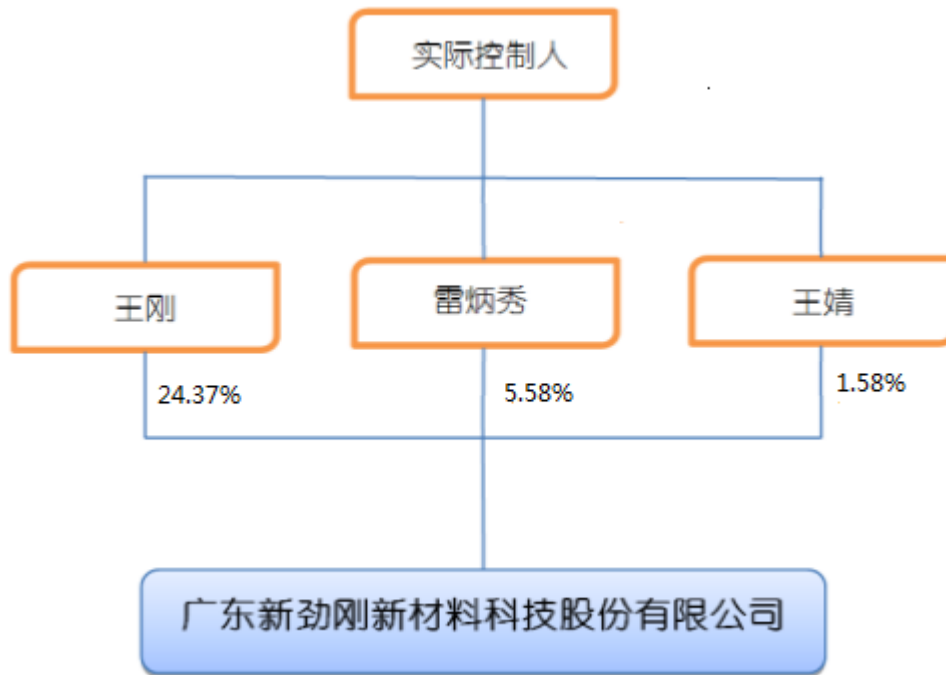 实际控制人
王刚
雷炳秀
王婧
24.37%
5.58%
1.58%
广东新劲刚新材料科技股份有限公司